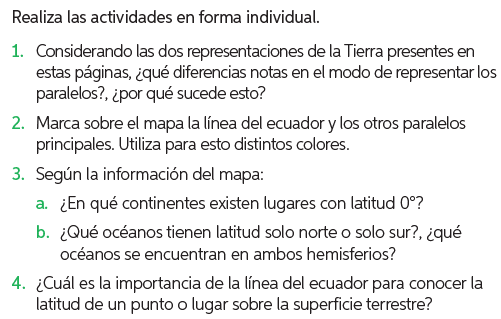 Realiza las actividades en forma individual.
1. Considerando las dos representaciones de la Tierra presentes en
estas páginas, ¿qué diferencias notas en el modo de representar los
paralelos?, ¿por qué sucede esto?
2. Marca sobre el mapa la línea del ecuador y los otros paralelos
principales. Utiliza para esto distintos colores.
3. Según la información del mapa:
a. ¿En qué continentes existen lugares con latitud 0°?
b. ¿Qué océanos tienen latitud solo norte o solo sur?, ¿qué
océanos se encuentran en ambos hemisferios?
4. ¿Cuál es la importancia de la línea del ecuador para conocer la
latitud de un punto o lugar sobre la superficie terrestre?